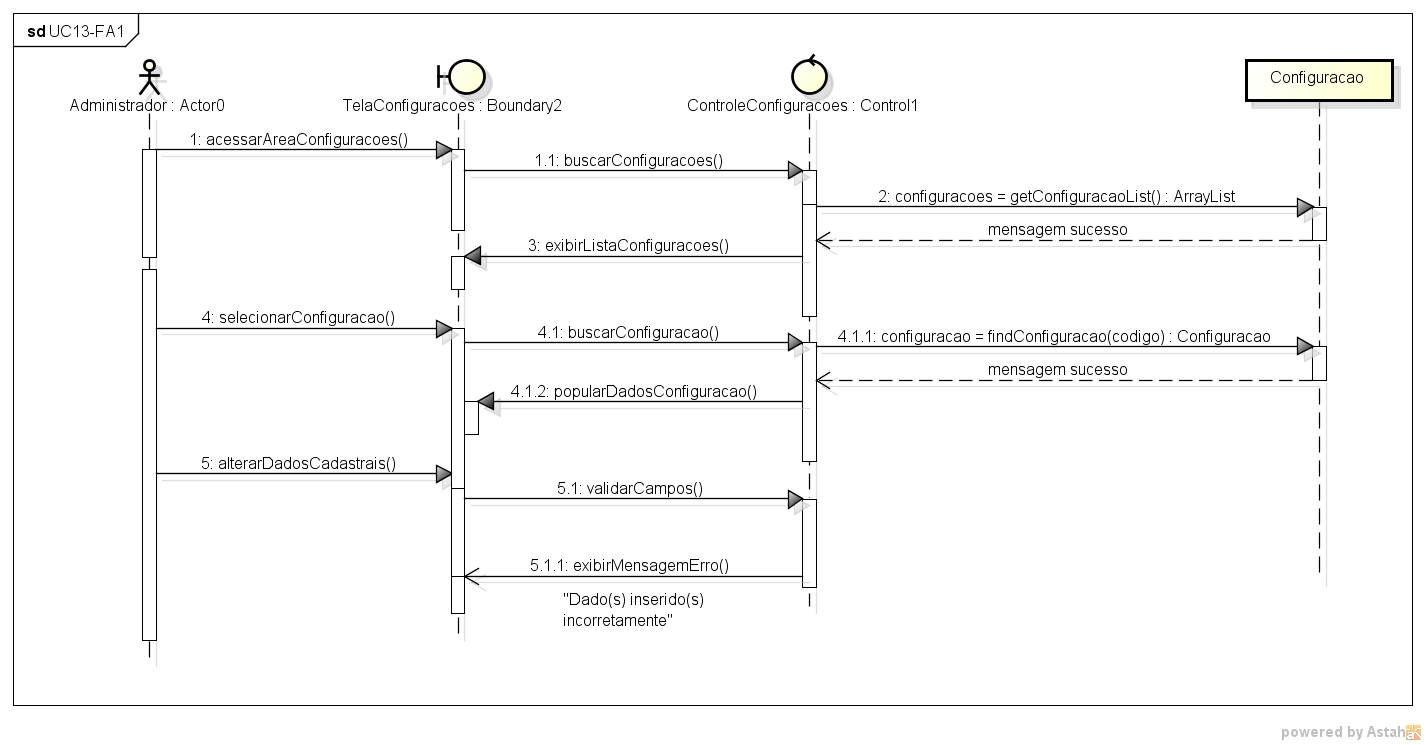 sd UC13-FA1
Administrador : Actor0
TelaConfiguracoes : Boundary2
ControleConfiguracoes : Control1
Configuracao
1: acessarAreaConfiguracoes()
1.1: buscarConfiguracoes()
2: configuracoes = getConfiguracaoList() : ArrayList
mensagem sucesso
3: exibirListaConfiguracoes()
4: selecionarConfiguracao()
4.1: buscarConfiguracao()
4.1.1: configuracao = findConfiguracao(codigo) : Configuracao
mensagem sucesso
4.1.2: popularDadosConfiguracao()
5: alterarDadosCadastrais()
5.1: validarCampos()
5.1.1: exibirMensagemErro()
"Dado(s) inserido(s)
incorretamente"
powered by Astah